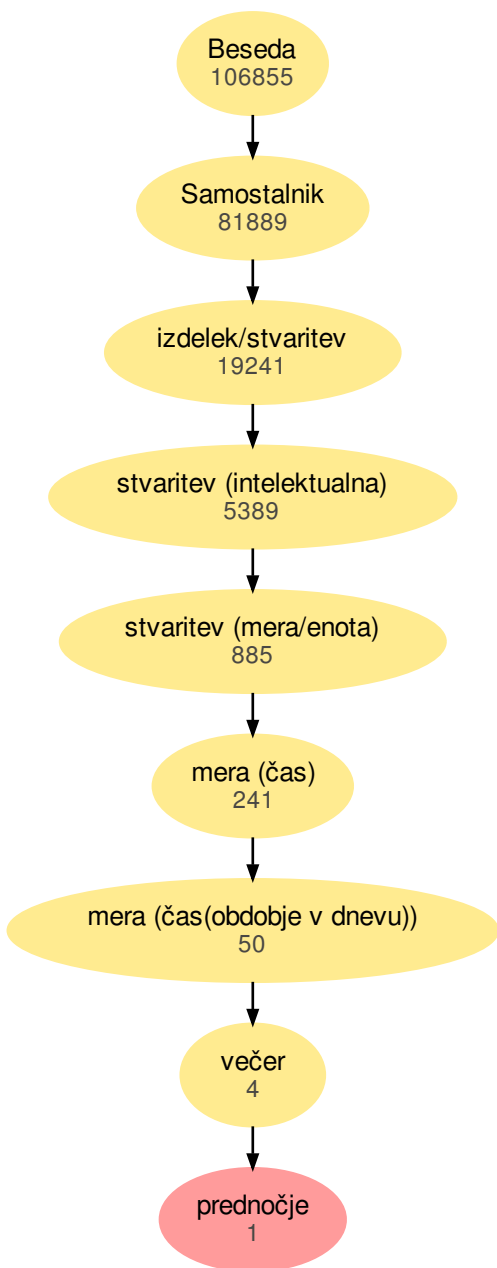 Beseda
106855
Samostalnik
81889
izdelek/stvaritev
19241
stvaritev (intelektualna)
5389
stvaritev (mera/enota)
885
mera (čas)
241
mera (čas(obdobje v dnevu))
50
večer
4
prednočje
1